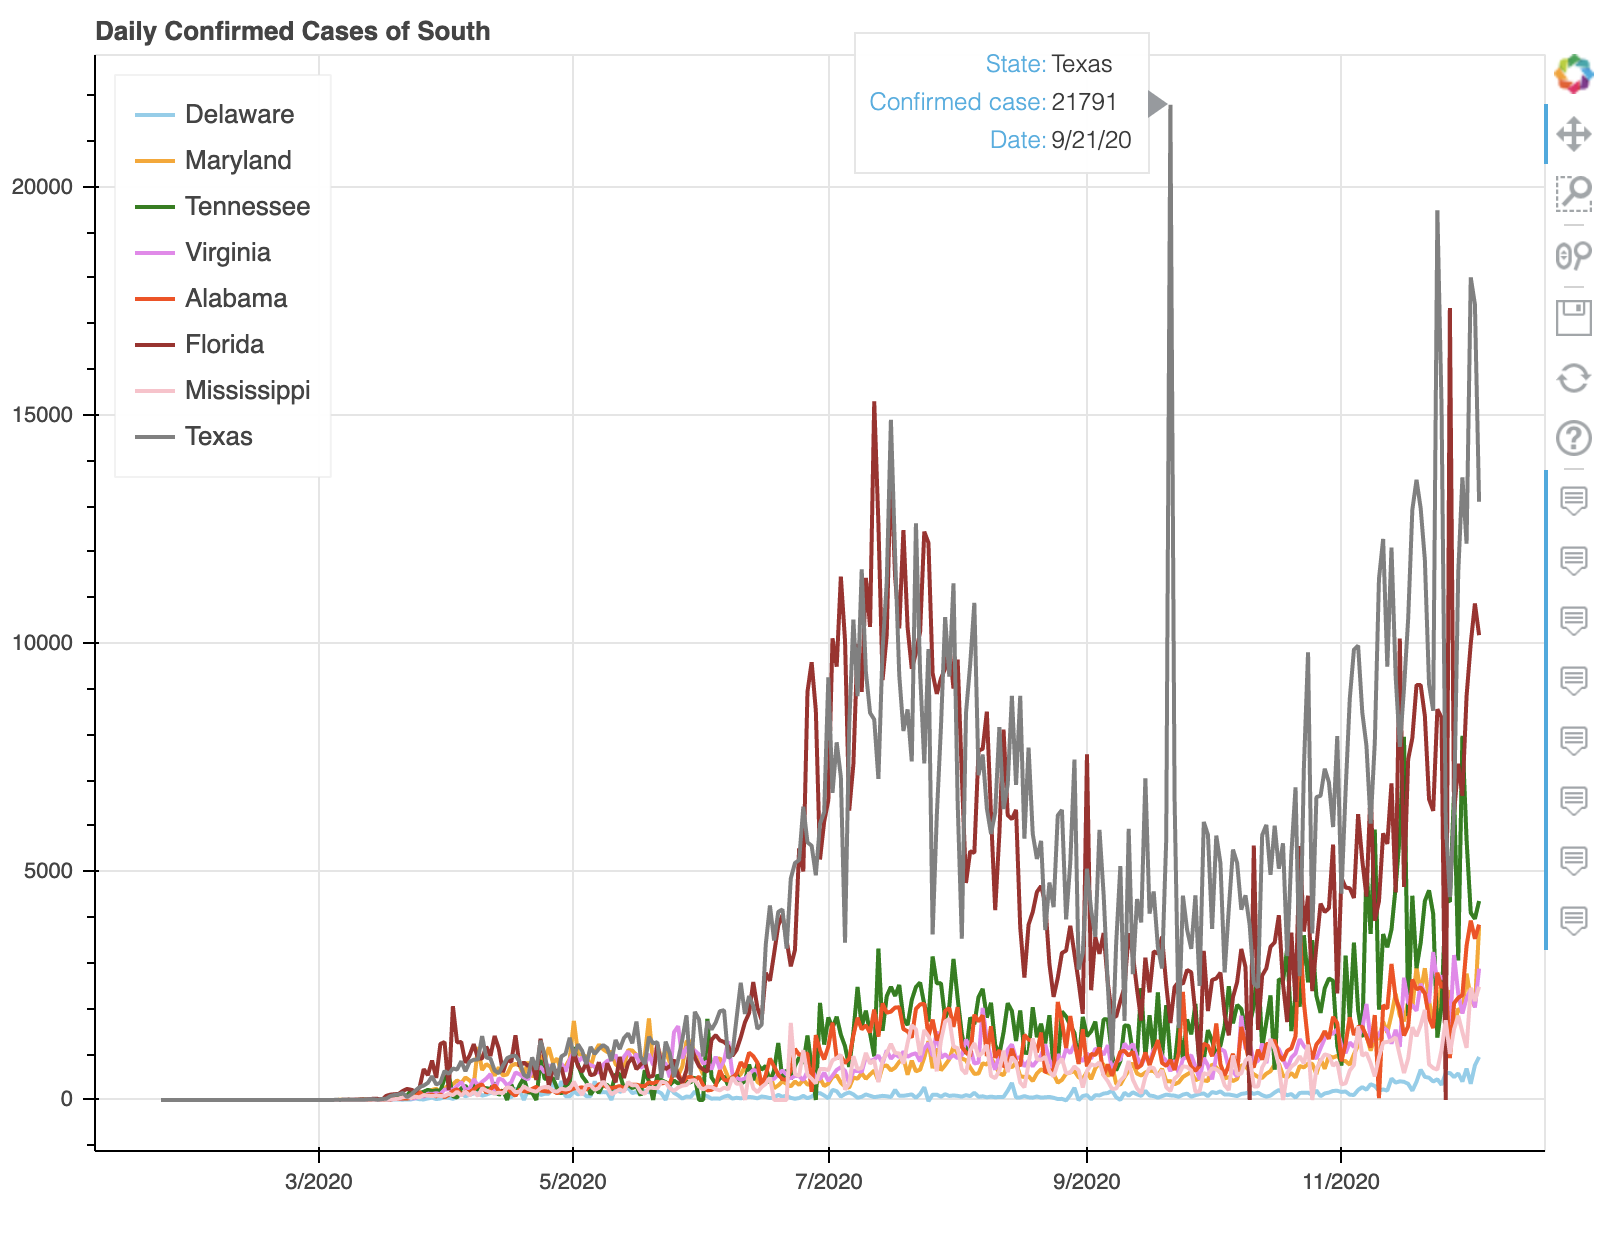 Daily Confirmed Cases of South
State: Texas
Confirmed case: 21791
Date: 9/21/20
Delaware
Maryland
Tennessee
Virginia
Alabama
Florida
Mississippi
Texas
20000
15000
10000
5000
0
3/2020
5/2020
7/2020
9/2020
11/2020